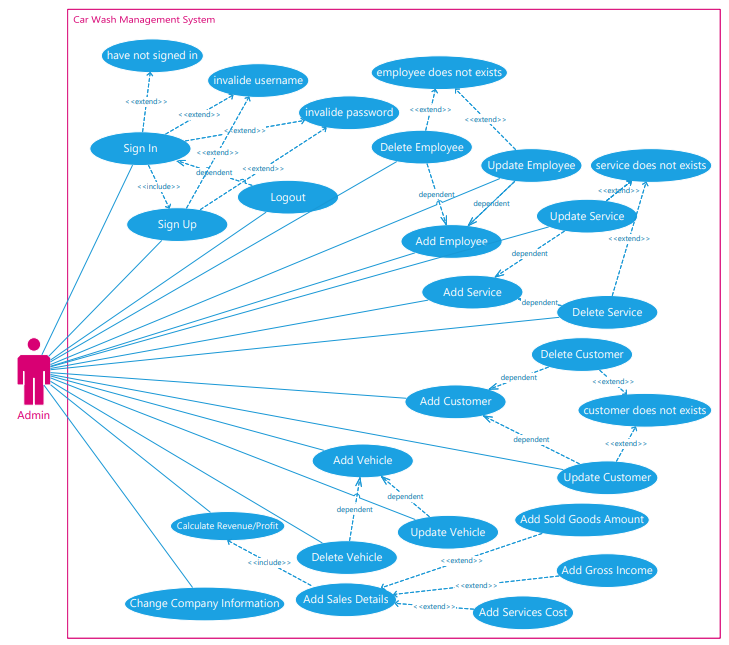 Car Wash Management System
have not signed in
employee does not exists
invalide username
<<extend>>
<<extend>>
<<extend>>
invalide password
<<extend>>
<<extend>>
Sign In
Delete Employee
<<extend>>
Update Employee
service does not exists
<<extend>>
dependent
<<include>>
dependent
<<extend>>
Logout
dependent
Update Service
Sign Up
Add Employee
<<extend>>
dependent
Add Service
dependent
Delete Service
Delete Customer
dependent
<<extend>>
Admin
Add Customer
customer does not exists
dependent
<<extend>>
Add Vehicle
Update Customer
dependent
dependent
Calculate Revenue/Profit
Update Vehicle
Add Sold Goods Amount
Delete Vehicle
<<include>>
<<extend>>
Add Gross Income
<<extend>>
Change Company Information
Add Sales Details
<<extend>>
Add Services Cost